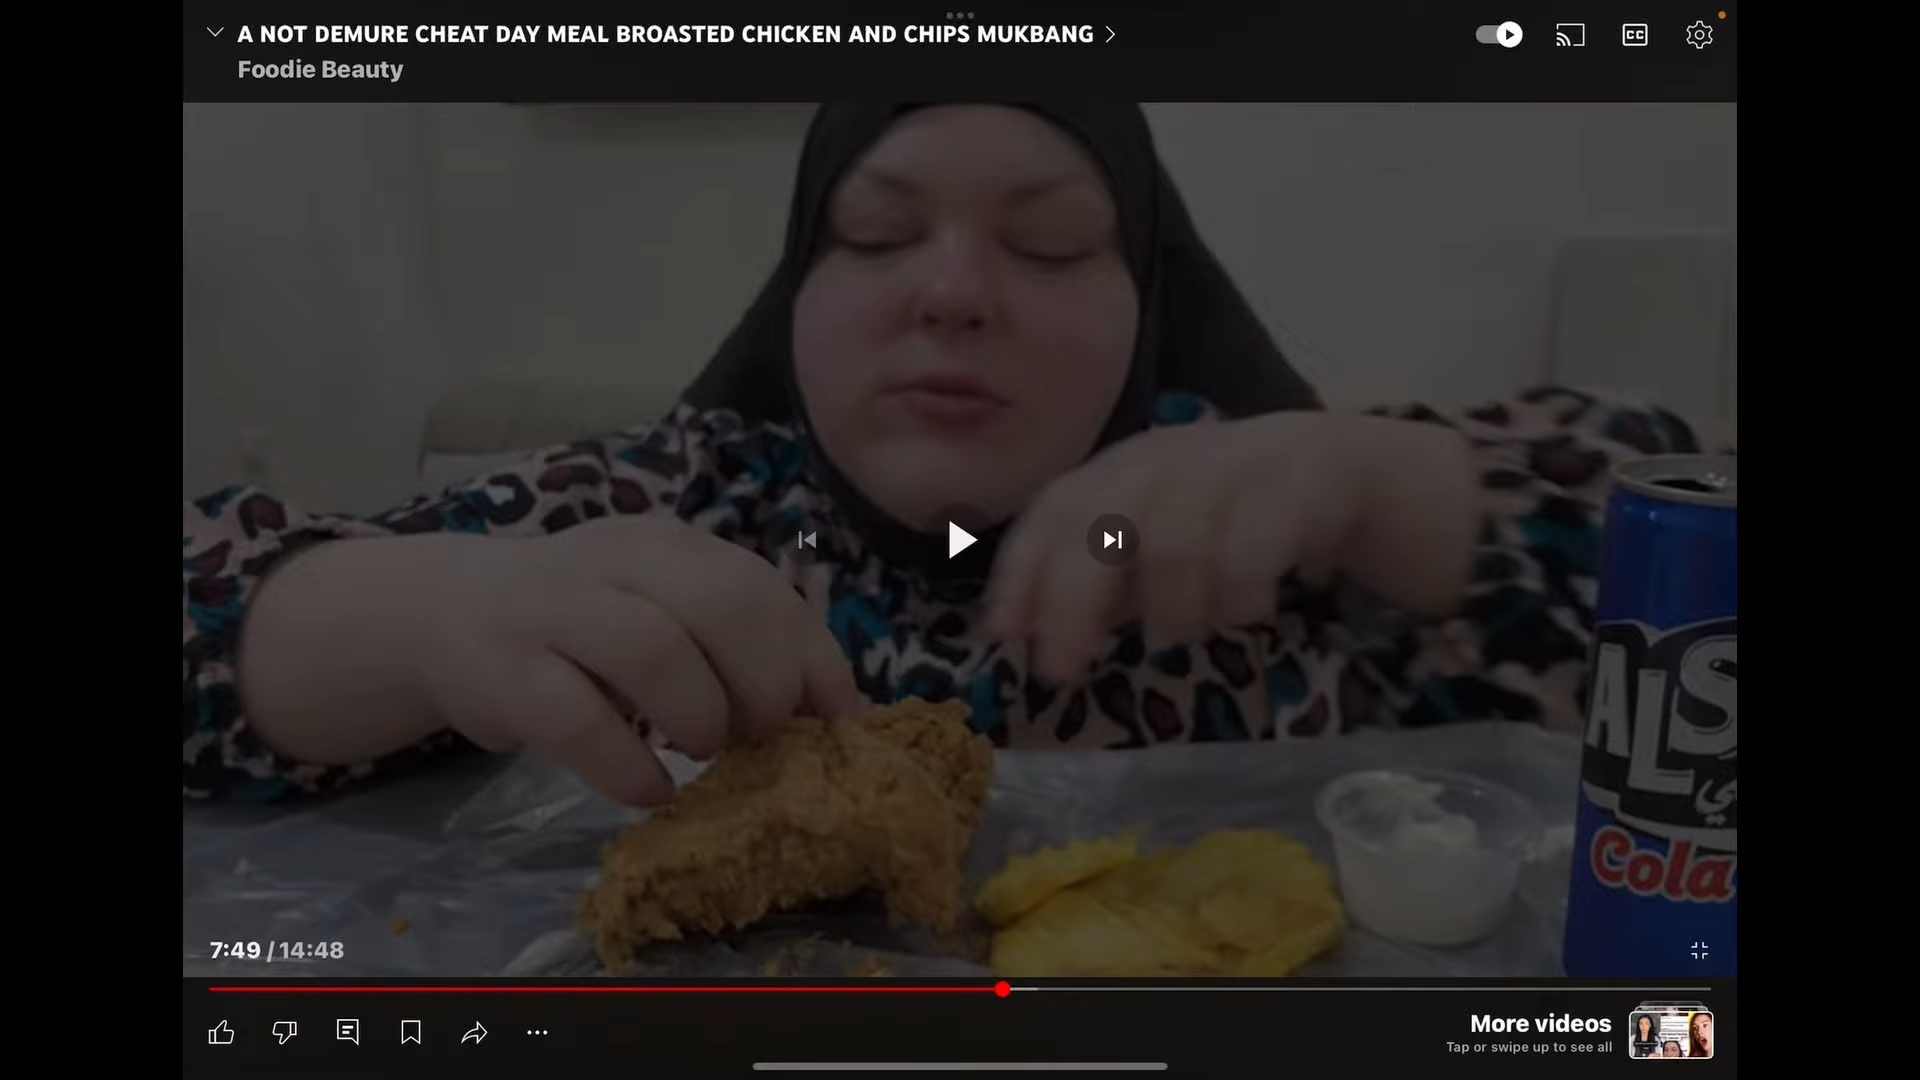 A NOT DEMURE CHEAT DAY MEAL BROASTED CHICKEN AND CHIPS MUKBANG
Foodie Beauty
CC
ALS
ي
Cola
7:49 / 14:48
More videos
Tap or swipe up to see all